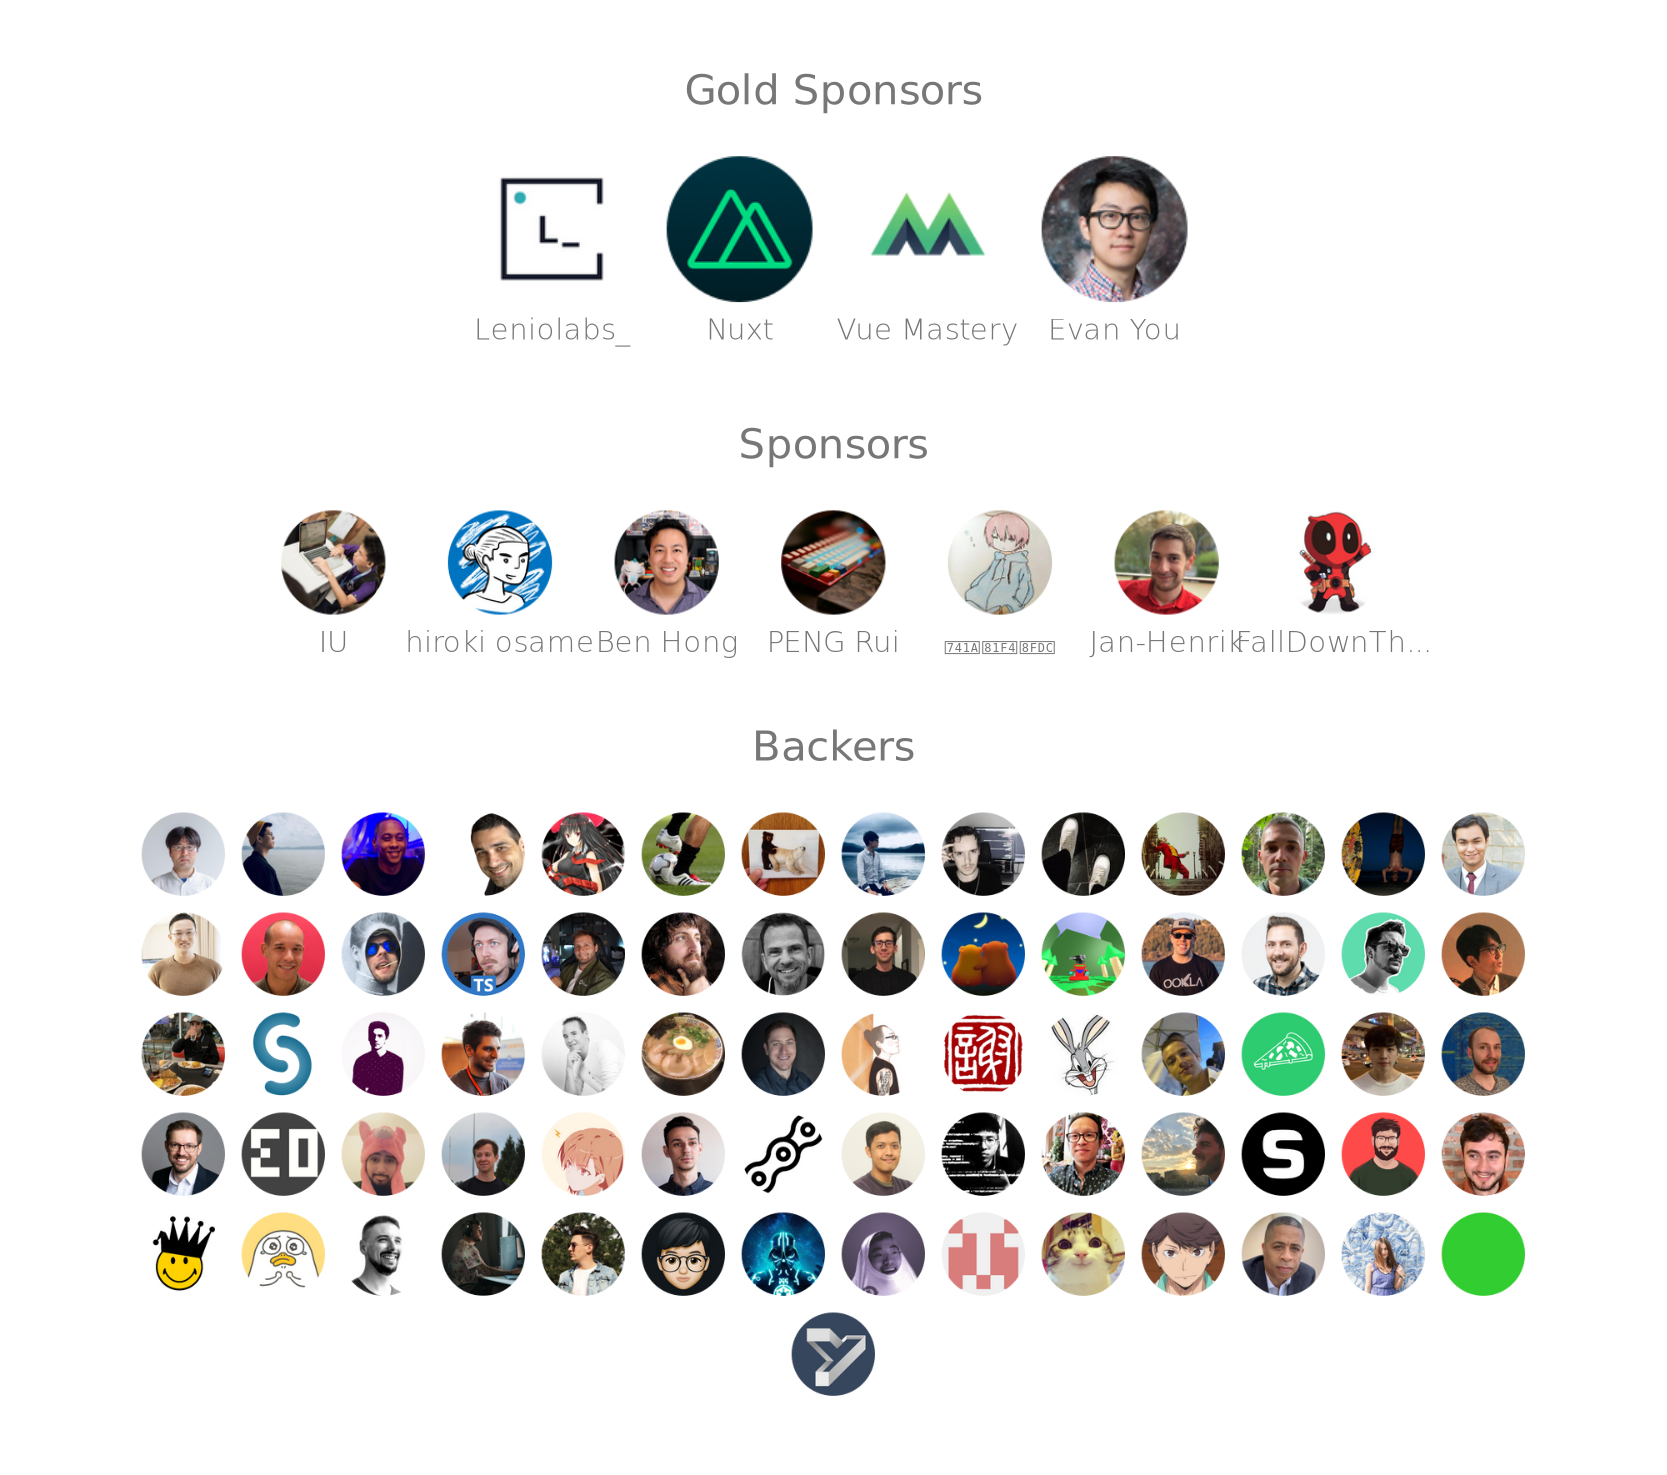 Gold Sponsors
L_
Leniolabs_ Nuxt Vue Mastery Evan You
Sponsors
IU hiroki osame Ben Hong PENG Rui 741A 81F4 8FDC Jan-Henrik FallDownTh...
Backers
TS
OOKLA
S
謝
S